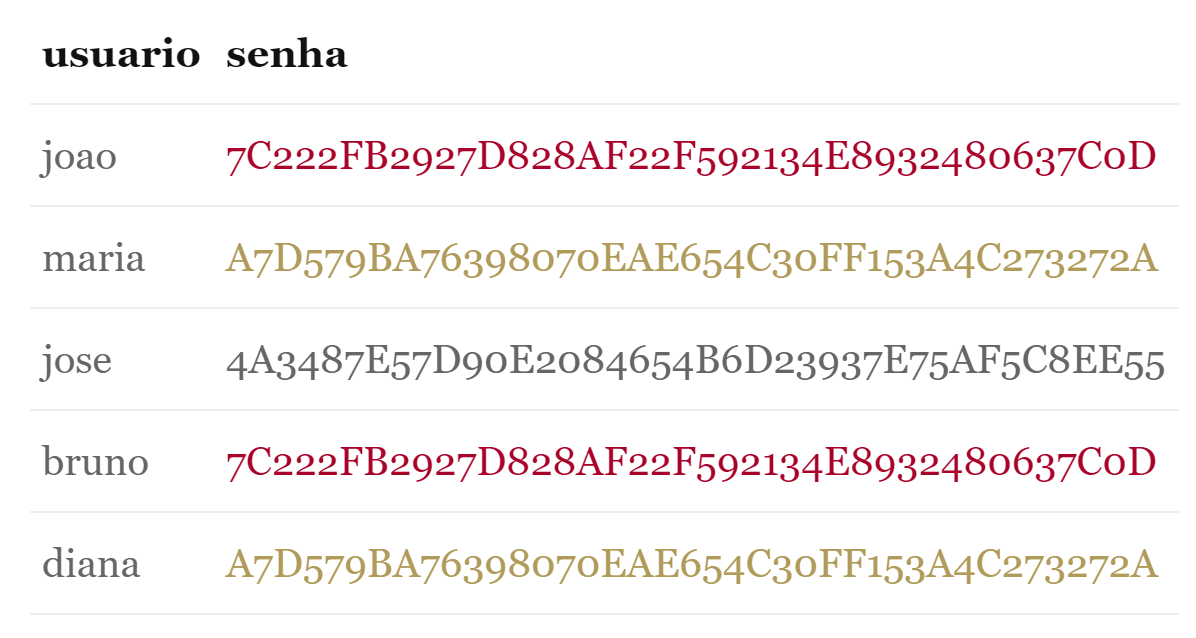 usuario senha
joao 7C222FB2927D828AF22F592134E8932480637C0D
maria A7D579BA76398070EAE654C30FF153A4C273272A
jose 4A3487E57D90E2084654B6D23937E75AF5C8EE55
bruno 7C222FB2927D828AF22F592134E8932480637C0D
diana A7D579BA76398070EAE654C30FF153A4C273272A